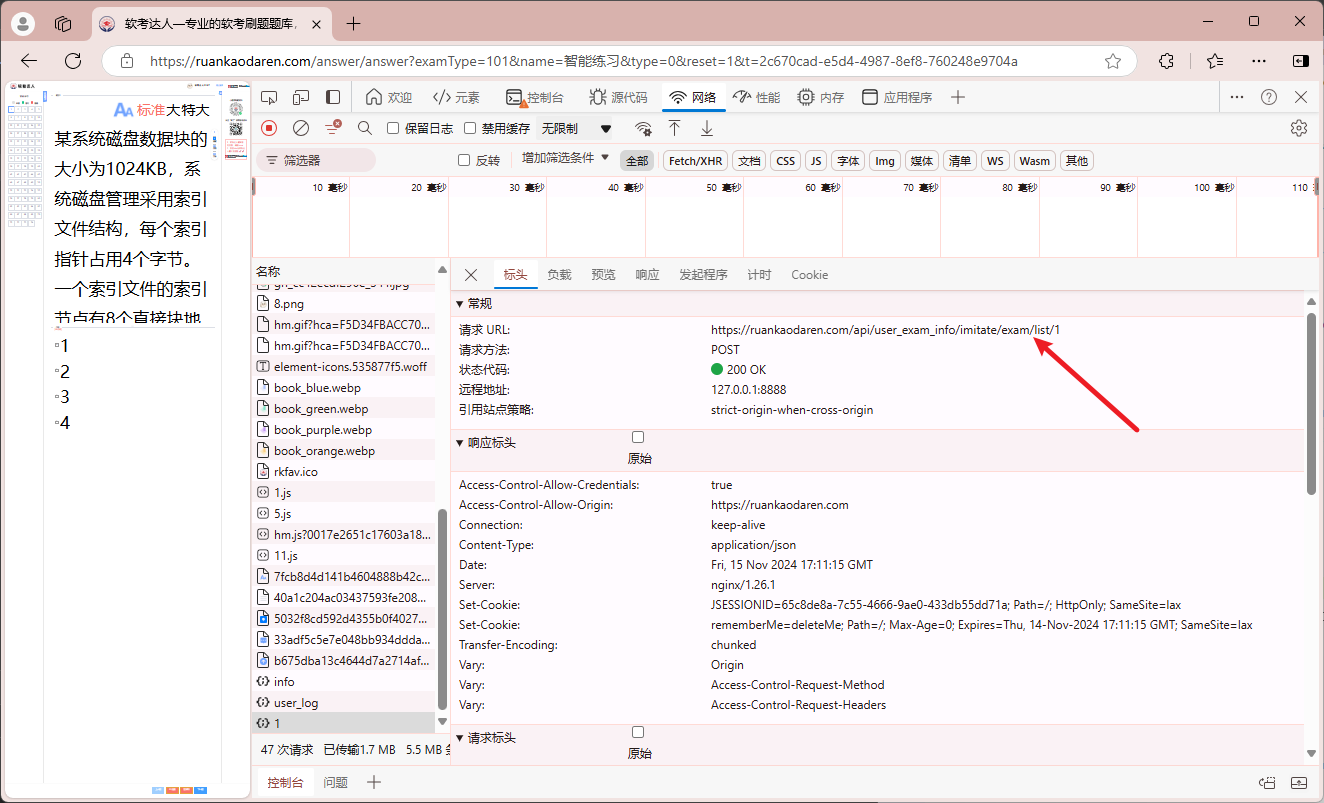 软考达人—专业的软考刷题题库,
https://ruankaodaren.com/answer/answer?examType=101&name=智能练习&type=0&reset=1&t=2c670cad-e5d4-4987-8ef8-760248e9704a
AA 标准大特大
某系统磁盘数据块的
大小为1024KB，系
统磁盘管理采用索引
文件结构，每个索引
指针占用4个字节。
一个索引文件的索引
节点有8个直接块地
1
2
3
4
欢迎 元素 控制台 源代码 网络 性能 内存 应用程序
保留日志 禁用缓存 无限制
筛选器 反转 增加筛选条件 全部 Fetch/XHR 文档 CSS JS 字体 Img 媒体 清单 WS Wasm 其他
10 毫秒 20 毫秒 30 毫秒 40 毫秒 50 毫秒 60 毫秒 70 毫秒 80 毫秒 90 毫秒 100 毫秒 110
名称
8.png
hm.gif?hca=F5D34FBACC70...
hm.gif?hca=F5D34FBACC70...
element-icons.535877f5.woff
book_blue.webp
book_green.webp
book_purple.webp
book_orange.webp
rkfav.ico
1.js
5.js
hm.js?0017e2651c17603a18...
11.js
7fcb8d4d141b4604888b42c...
40a1c204ac03437593fe208...
5032f8cd592d4355b0f4027...
33adf5c5e7e048bb934ddda...
b675dba13c4644d7a2714af...
info
user_log
1
47 次请求 已传输1.7 MB 5.5 MB
标头 负载 预览 响应 发起程序 计时 Cookie
常规
请求 URL: https://ruankaodaren.com/api/user_exam_info/imitate/exam/list/1
请求方法: POST
状态代码: 200 OK
远程地址: 127.0.0.1:8888
引用站点策略: strict-origin-when-cross-origin
响应标头
原始
Access-Control-Allow-Credentials: true
Access-Control-Allow-Origin: https://ruankaodaren.com
Connection: keep-alive
Content-Type: application/json
Date: Fri, 15 Nov 2024 17:11:15 GMT
Server: nginx/1.26.1
Set-Cookie: JSESSIONID=65c8de8a-7c55-4666-9ae0-433db55dd71a; Path=/; HttpOnly; SameSite=lax
Set-Cookie: rememberMe=deleteMe; Path=/; Max-Age=0; Expires=Thu, 14-Nov-2024 17:11:15 GMT; SameSite=lax
Transfer-Encoding: chunked
Vary: Origin
Vary: Access-Control-Request-Method
Vary: Access-Control-Request-Headers
请求标头
原始
控制台 问题